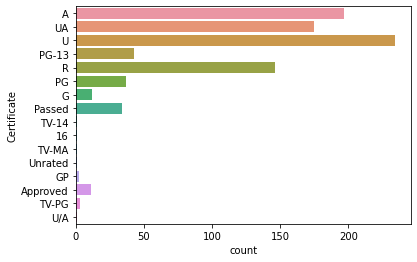 A
UA
U
PG-13
R
PG
G
Passed
TV-14
16
TV-MA
Unrated
GP
Approved
TV-PG
U/A
Certificate
0 50 100 150 200
count